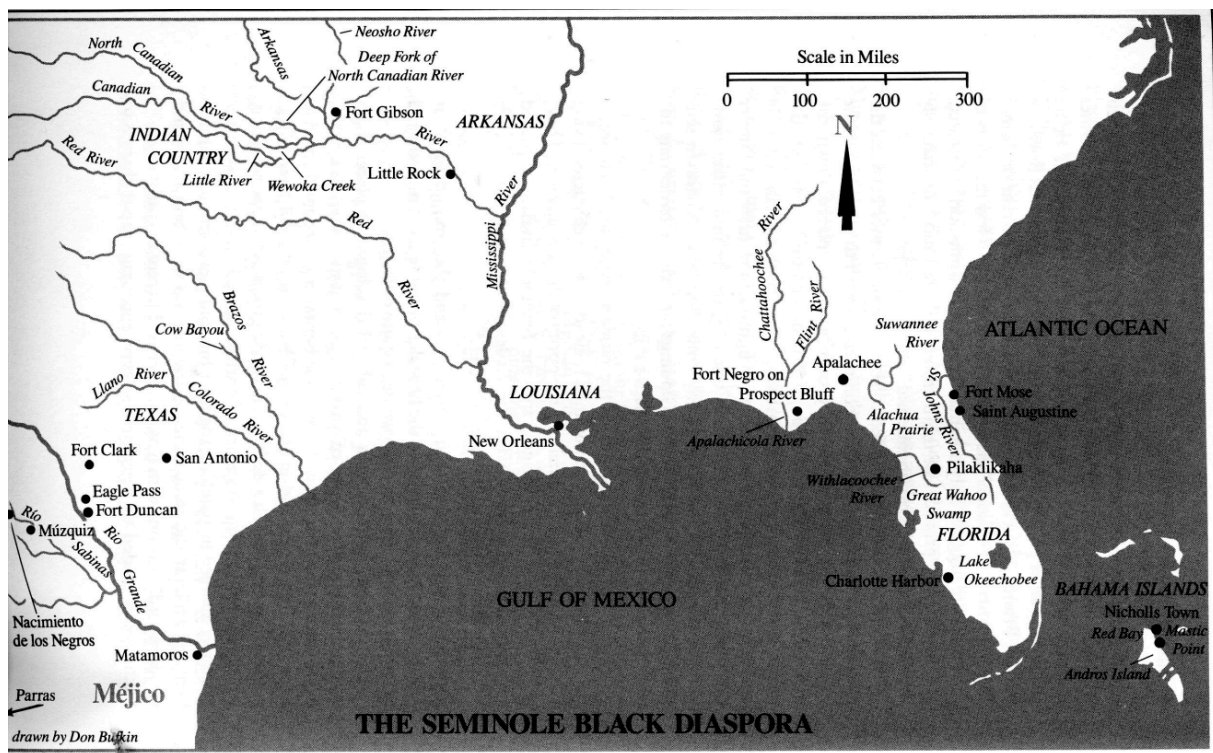 Neosho River
North
Canadian
Arkansas
Deep Fork of
North Canadian River
Scale in Miles
0 100 200 300
Canadian
River
Fort Gibson
ARKANSAS
N
INDIAN
COUNTRY
River
Red River
Little River
Wewoka Creek
Little Rock
River
Red
River
Mississippi
River
Chattahoochee
River
Flint River
Brazos
River
Cow Bayou
Suwannee
River
ATLANTIC OCEAN
Llano River
Colorado River
TEXAS
LOUISIANA
Fort Negro on
Prospect Bluff
Apalachee
St.
Johns River
Fort Mose
Saint Augustine
Alachua
Prairie
New Orleans
Apalachicola River
Fort Clark
San Antonio
Withlacoochee
River
Pilaklikaha
Eagle Pass
Fort Duncan
Great Wahoo
Swamp
Río
Múzquiz
Sabinas
Río
Grande
FLORIDA
Lake
Okeechobee
Charlotte Harbor
GULF OF MEXICO
BAHAMA ISLANDS
Nacimiento
de los Negros
Nicholls Town
Red Bay
Mastic
Point
Matamoros
Andros Island
Parras
Méjico
THE SEMINOLE BLACK DIASPORA
drawn by Don Bufkin